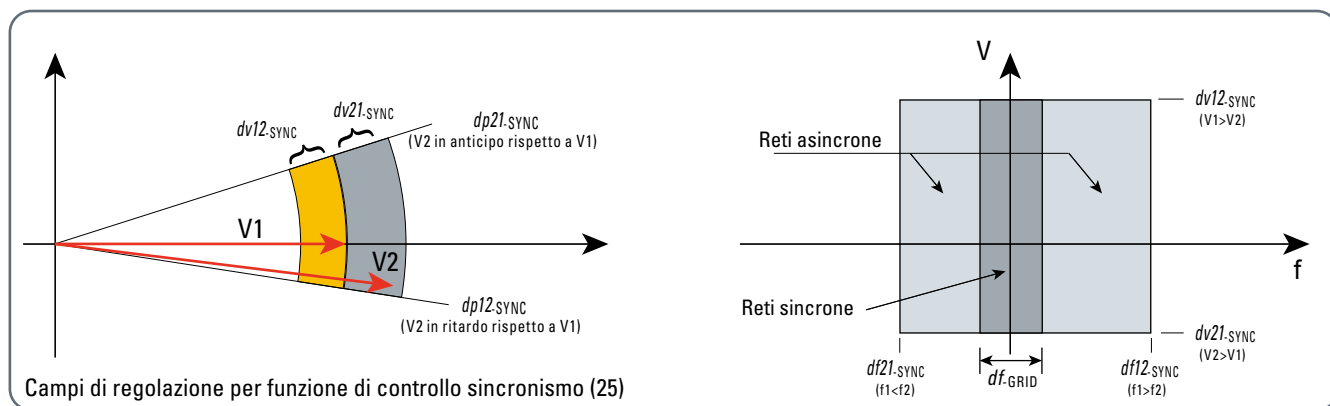 dv12-SYNC
dv21-SYNC
dp21-SYNC
(V2 in anticipo rispetto a V1)
V1
V2
dp12-SYNC
(V2 in ritardo rispetto a V1)
Campi di regolazione per funzione di controllo sincronismo (25)
V
dv12-SYNC
(V1>V2)
Reti asincrone
f
Reti sincrone
dv21-SYNC
(V2>V1)
df21-SYNC
(f1<f2)
df-GRID
df12-SYNC
(f1>f2)